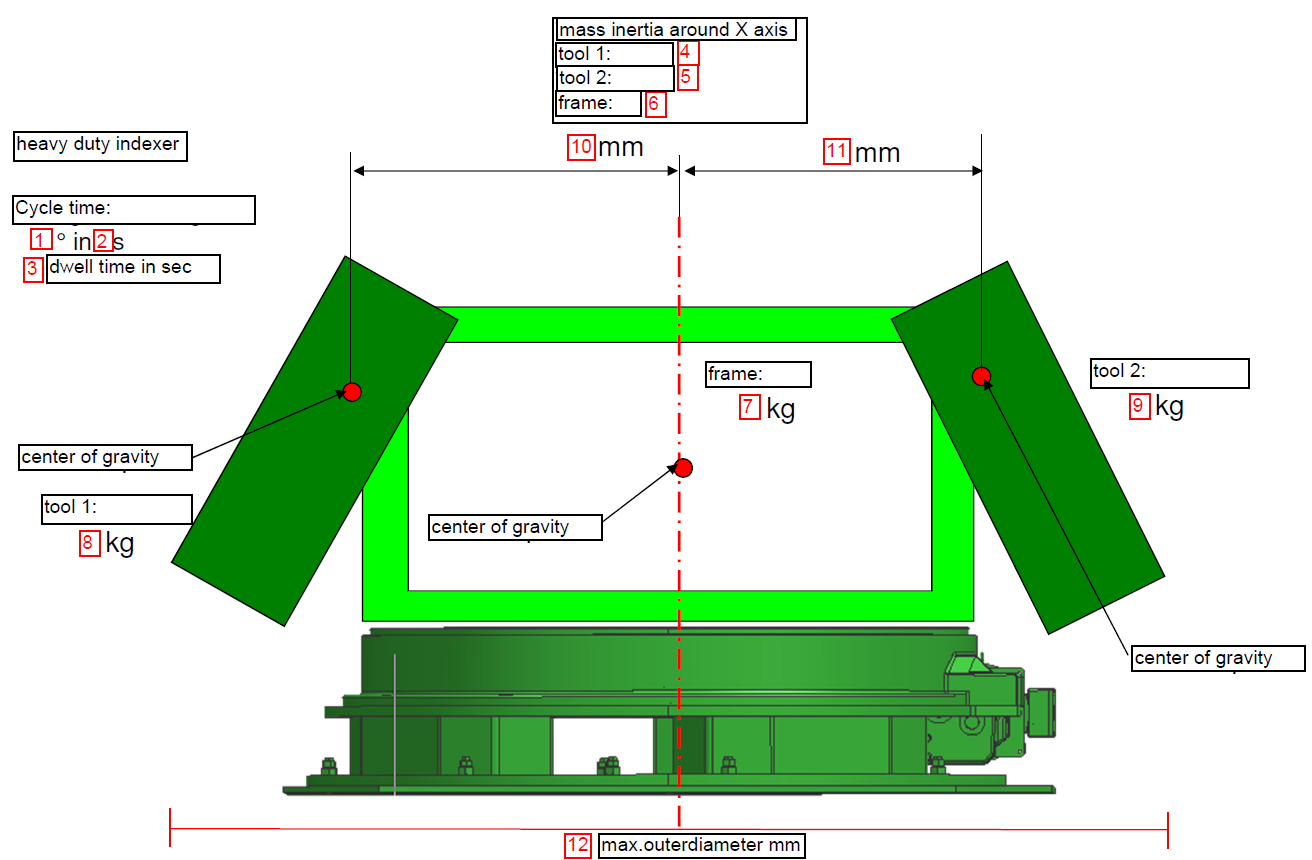 mass inertia around X axis
tool 1: 4
tool 2: 5
frame: 6
heavy duty indexer
10 mm
11 mm
Cycle time:
1 ° in 2 s
3 dwell time in sec
frame:
7 kg
tool 2:
9 kg
center of gravity
tool 1:
8 kg
center of gravity
center of gravity
12 max.outerdiameter mm